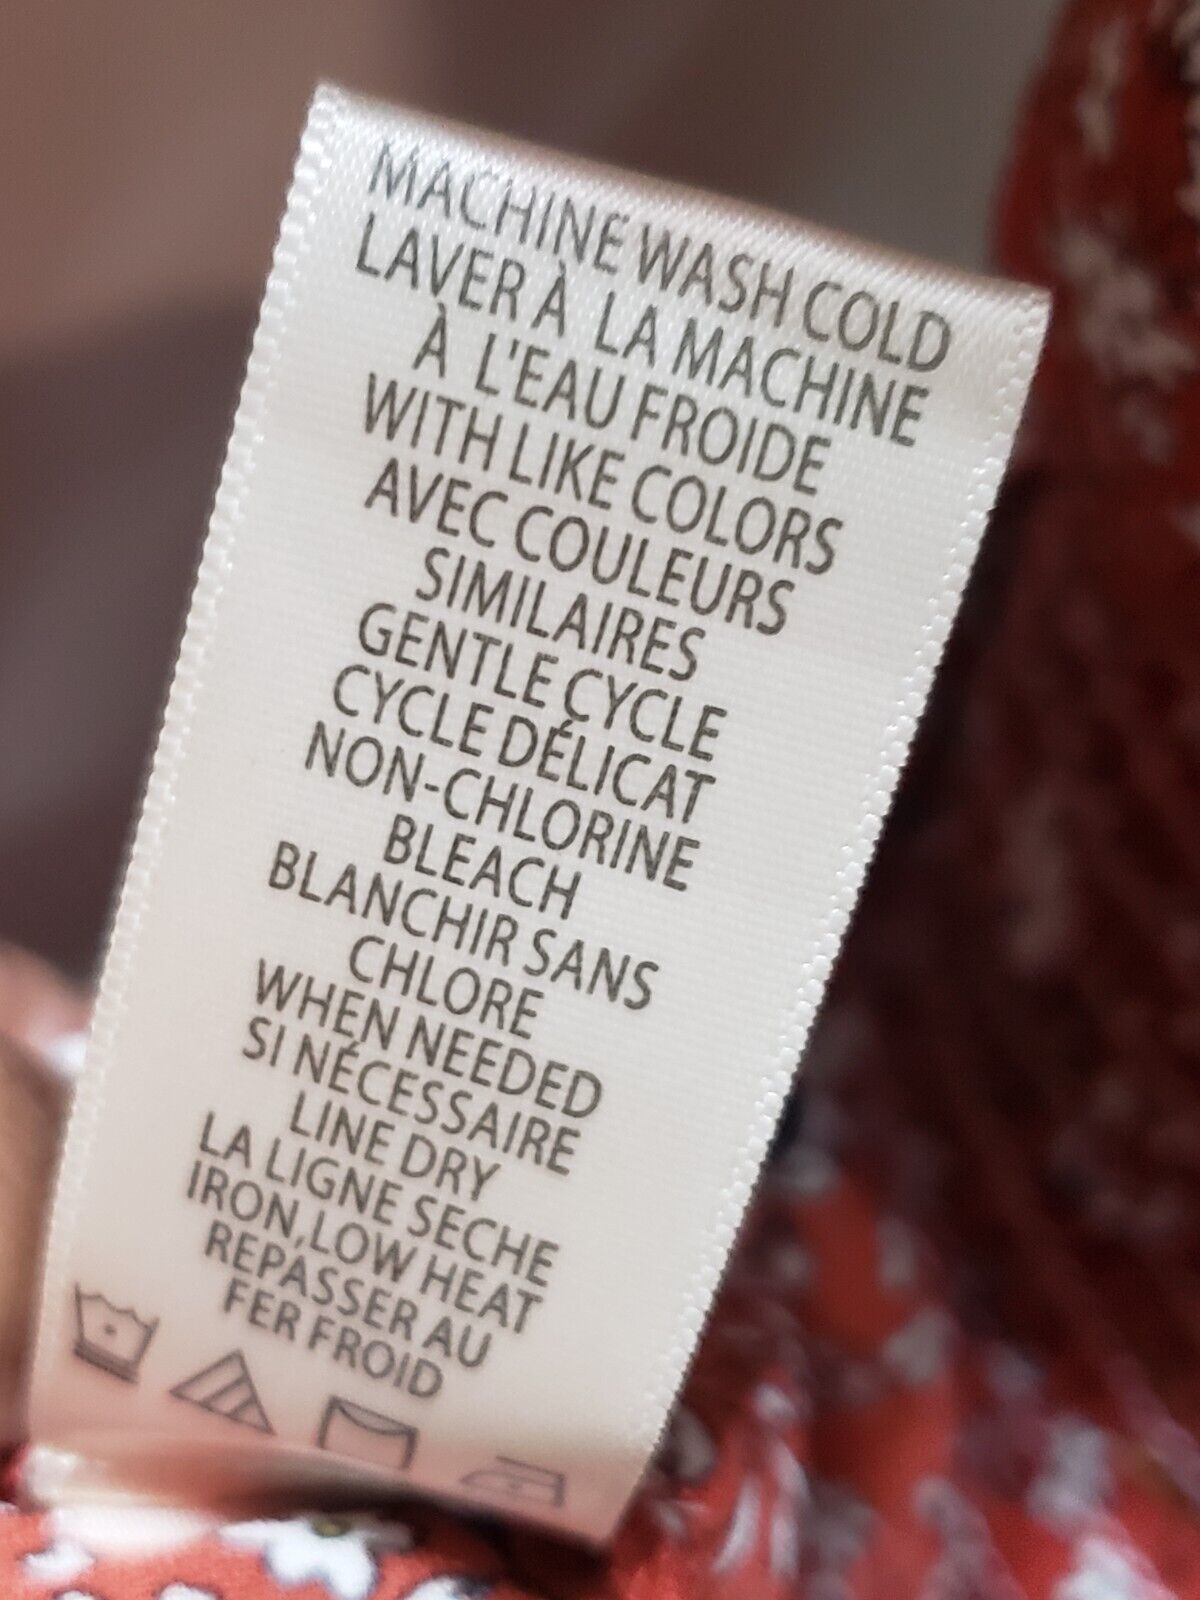 MACHINE WASH COLD
LAVER À LA MACHINE
À L'EAU FROIDE
WITH LIKE COLORS
AVEC COULEURS
SIMILAIRES
GENTLE CYCLE
CYCLE DÉLICAT
NON-CHLORINE
BLEACH
BLANCHIR SANS
CHLORE
WHEN NEEDED
SI NÉCESSAIRE
LINE DRY
LA LIGNE SECHE
IRON,LOW HEAT
REPASSER AU
FER FROID